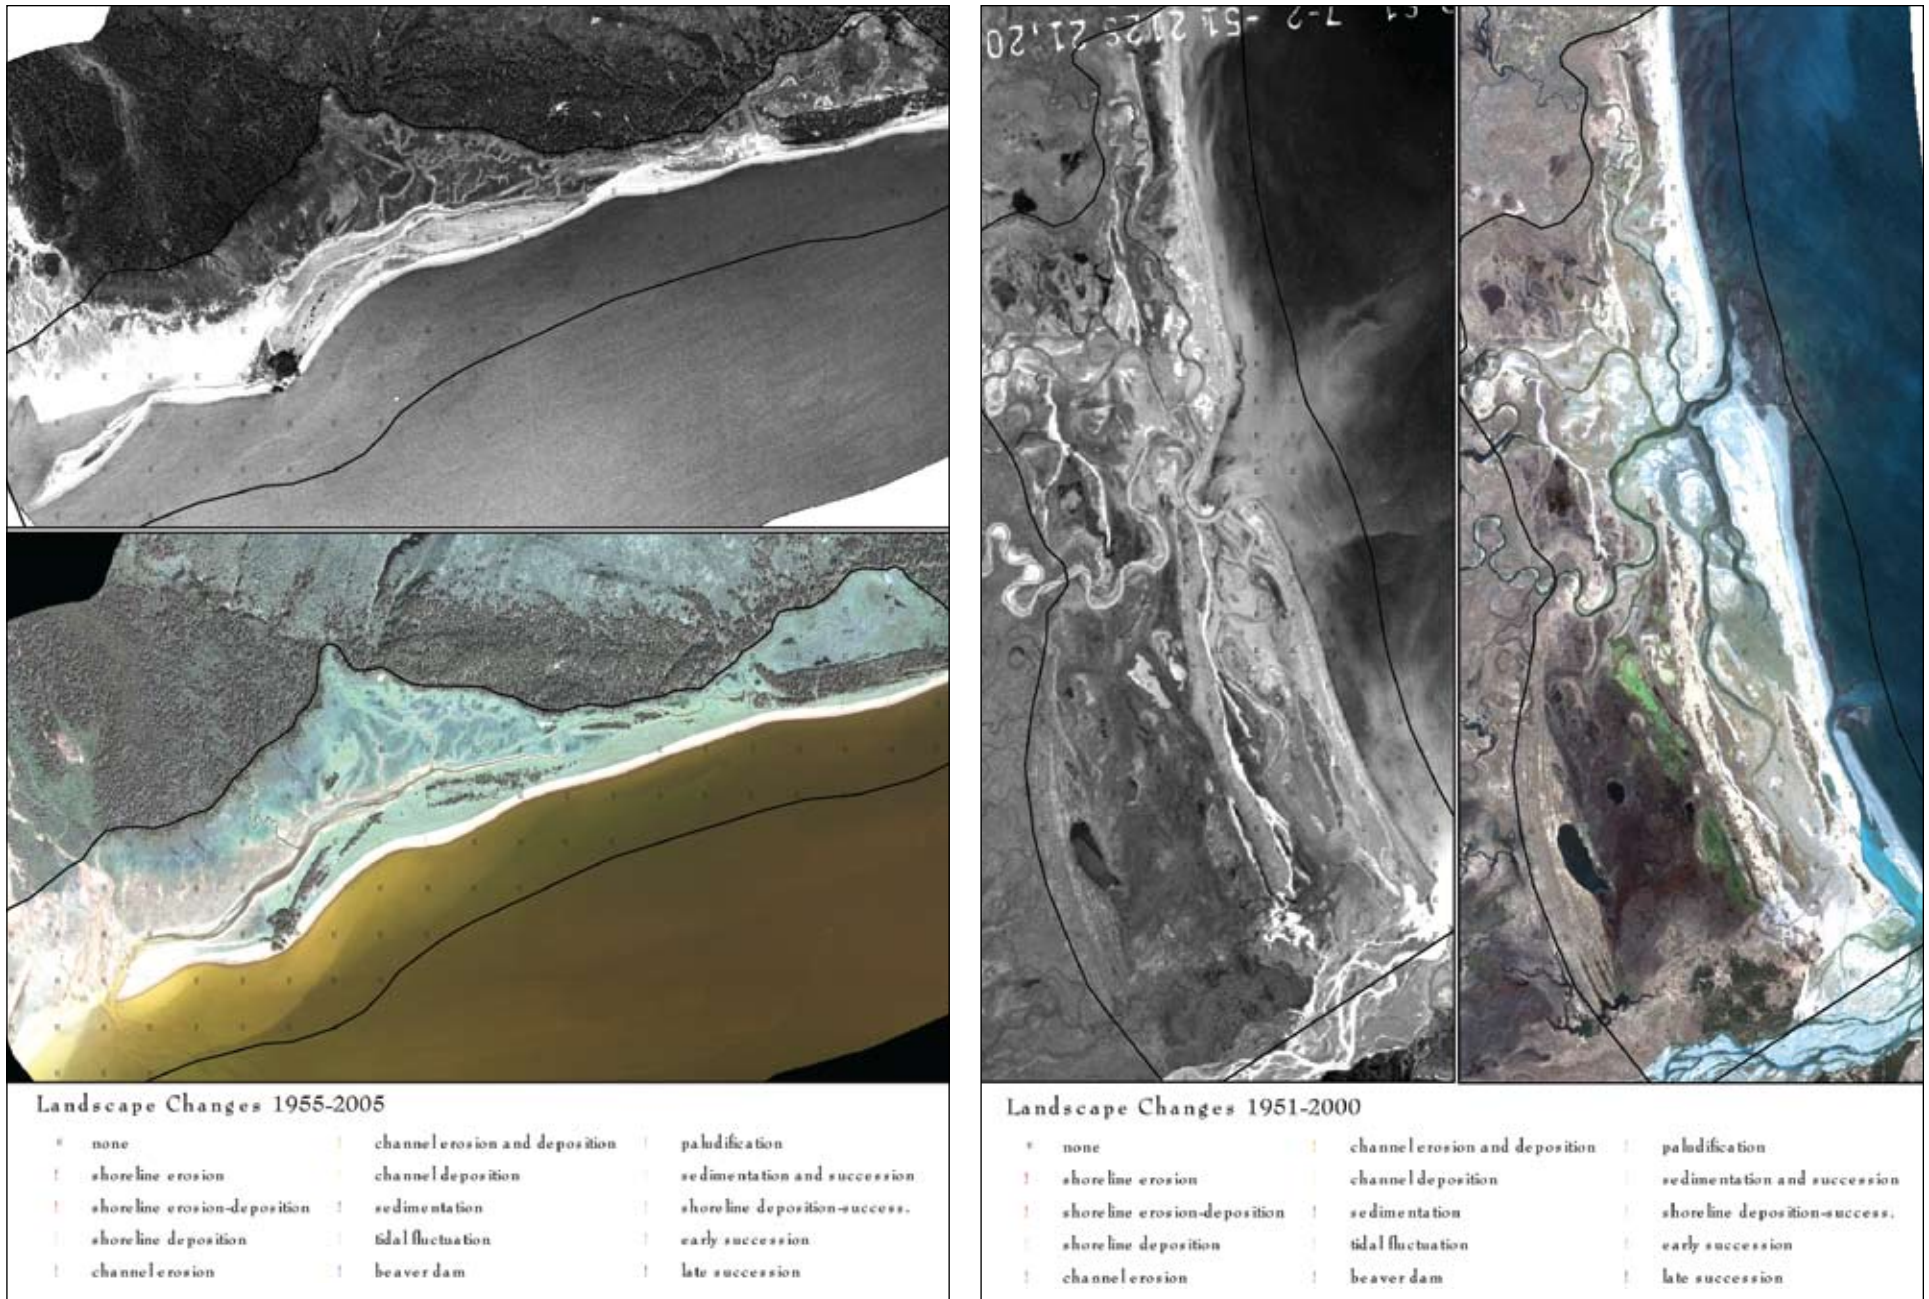 Landscape Changes 1955-2005
none
shoreline erosion
shoreline erosion-deposition
shoreline deposition
channel erosion
channel erosion and deposition
channel deposition
sedimentation
tidal fluctuation
beaver dam
paludification
sedimentation and succession
shoreline deposition-success.
early succession
late succession
Landscape Changes 1951-2000
none
shoreline erosion
shoreline erosion-deposition
shoreline deposition
channel erosion
channel erosion and deposition
channel deposition
sedimentation
tidal fluctuation
beaver dam
paludification
sedimentation and succession
shoreline deposition-success.
early succession
late succession